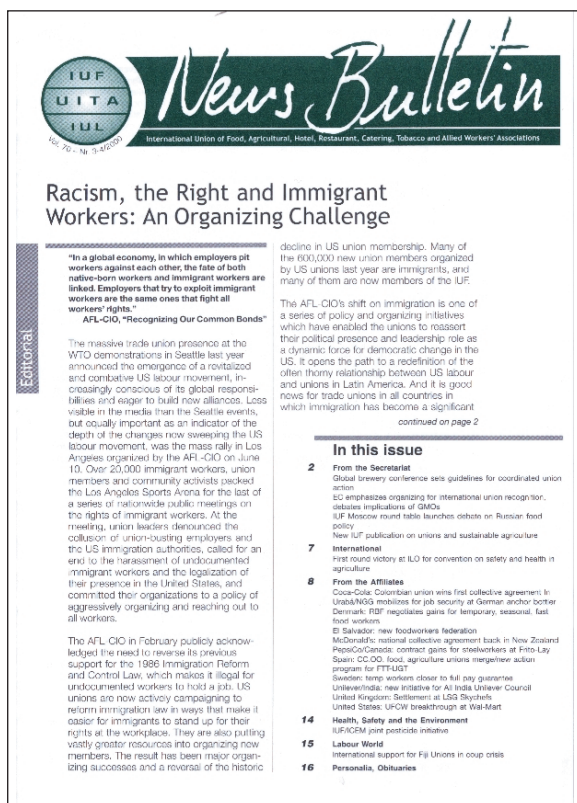 IUF
UITA
IUL
Vol. 70 - Nr. 3-4/2000
News Bulletin
International Union of Food, Agricultural, Hotel, Restaurant, Catering, Tobacco and Allied Workers' Associations
Racism, the Right and Immigrant
Workers: An Organizing Challenge
Editorial
"In a global economy, in which employers pit
workers against each other, the fate of both
native-born workers and immigrant workers are
linked. Employers that try to exploit immigrant
workers are the same ones that fight all
workers' rights."
AFL-CIO, "Recognizing Our Common Bonds"
The massive trade union presence at the
WTO demonstrations in Seattle last year
announced the emergence of a revitalized
and combative US labour movement, in-
creasingly conscious of its global responsi-
bilities and eager to build new alliances. Less
visible in the media than the Seattle events,
but equally important as an indicator of the
depth of the changes now sweeping the US
labour movement, was the mass rally in Los
Angeles organized by the AFL-CIO on June
10. Over 20,000 immigrant workers, union
members and community activists packed
the Los Angeles Sports Arena for the last of
a series of nationwide public meetings on
the rights of immigrant workers. At the
meeting, union leaders denounced the
collusion of union-busting employers and
the US immigration authorities, called for an
end to the harassment of undocumented
immigrant workers and the legalization of
their presence in the United States, and
committed their organizations to a policy of
aggressively organizing and reaching out to
all workers.
The AFL CIO in February publicly acknow-
ledged the need to reverse its previous
support for the 1986 Immigration Reform
and Control Law, which makes it illegal for
undocumented workers to hold a job. US
unions are now actively campaigning to
reform immigration law in ways that make it
easier for immigrants to stand up for their
rights at the workplace. They are also putting
vastly greater resources into organizing new
members. The result has been major organ-
izing successes and a reversal of the historic
decline in US union membership. Many of
the 600,000 new union members organized
by US unions last year are immigrants, and
many of them are now members of the IUF.
The AFL-CIO's shift on immigration is one of
a series of policy and organizing initiatives
which have enabled the unions to reassert
their political presence and leadership role as
a dynamic force for democratic change in the
US. It opens the path to a redefinition of the
often thorny relationship between US labour
and unions in Latin America. And it is good
news for trade unions in all countries in
which immigration has become a significant
continued on page 2
In this issue
2 From the Secretariat
Global brewery conference sets guidelines for coordinated union
action
EC emphasizes organizing for international union recognition,
debates implications of GMOs
IUF Moscow round table launches debate on Russian food
policy
New IUF publication on unions and sustainable agriculture
7 International
First round victory at ILO for convention on safety and health in
agriculture
8 From the Affiliates
Coca-Cola: Colombian union wins first collective agreement In
Urabá/NGG mobilizes for job security at German anchor bottler
Denmark: RBF negotiates gains for temporary, seasonal, fast
food workers
El Salvador: new foodworkers federation
McDonald's: national collective agreement back in New Zealand
PepsiCo/Canada: contract gains for steelworkers at Frito-Lay
Spain: CC.OO. food, agriculture unions merge/new action
program for FTT-UGT
Sweden: temp workers closer to full pay guarantee
Unilever/India: new initiative for All India Unilever Council
United Kingdom: Settlement at LSG Skychefs
United States: UFCW breakthrough at Wal-Mart
14 Health, Safety and the Environment
IUF/ICEM joint pesticide initiative
15 Labour World
International support for Fiji Unions in coup crisis
16 Personalia, Obituaries